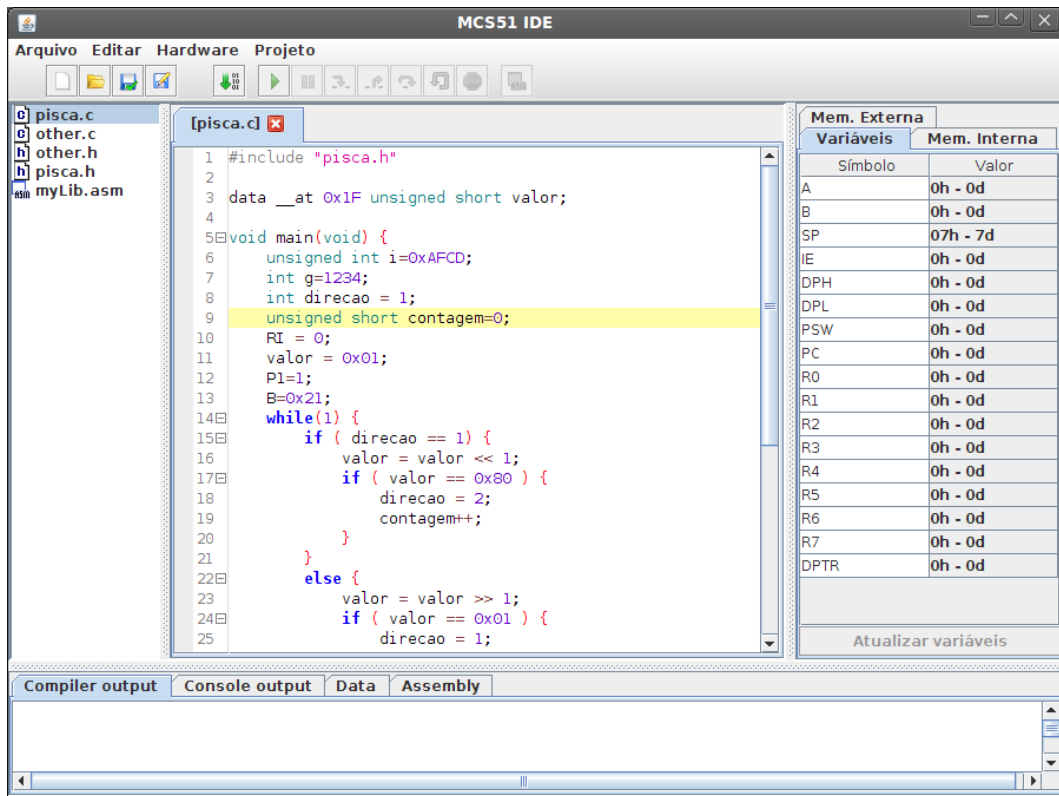 MCS51 IDE
Arquivo Editar Hardware Projeto
pisca.c
other.c
other.h
pisca.h
myLib.asm
[pisca.c]
1 #include "pisca.h"
2
3 data __at 0x1F unsigned short valor;
4
5 void main(void) {
6 unsigned int i=0xAFCD;
7 int g=1234;
8 int direcao = 1;
9 unsigned short contagem=0;
10 RI = 0;
11 valor = 0x01;
12 P1=1;
13 B=0x21;
14 while(1) {
15 if ( direcao == 1) {
16 valor = valor << 1;
17 if ( valor == 0x80 ) {
18 direcao = 2;
19 contagem++;
20 }
21 }
22 else {
23 valor = valor >> 1;
24 if ( valor == 0x01 ) {
25 direcao = 1;
Mem. Externa
Variáveis Mem. Interna
Símbolo Valor
A 0h - 0d
B 0h - 0d
SP 07h - 7d
IE 0h - 0d
DPH 0h - 0d
DPL 0h - 0d
PSW 0h - 0d
PC 0h - 0d
R0 0h - 0d
R1 0h - 0d
R2 0h - 0d
R3 0h - 0d
R4 0h - 0d
R5 0h - 0d
R6 0h - 0d
R7 0h - 0d
DPTR 0h - 0d
Atualizar variáveis
Compiler output Console output Data Assembly